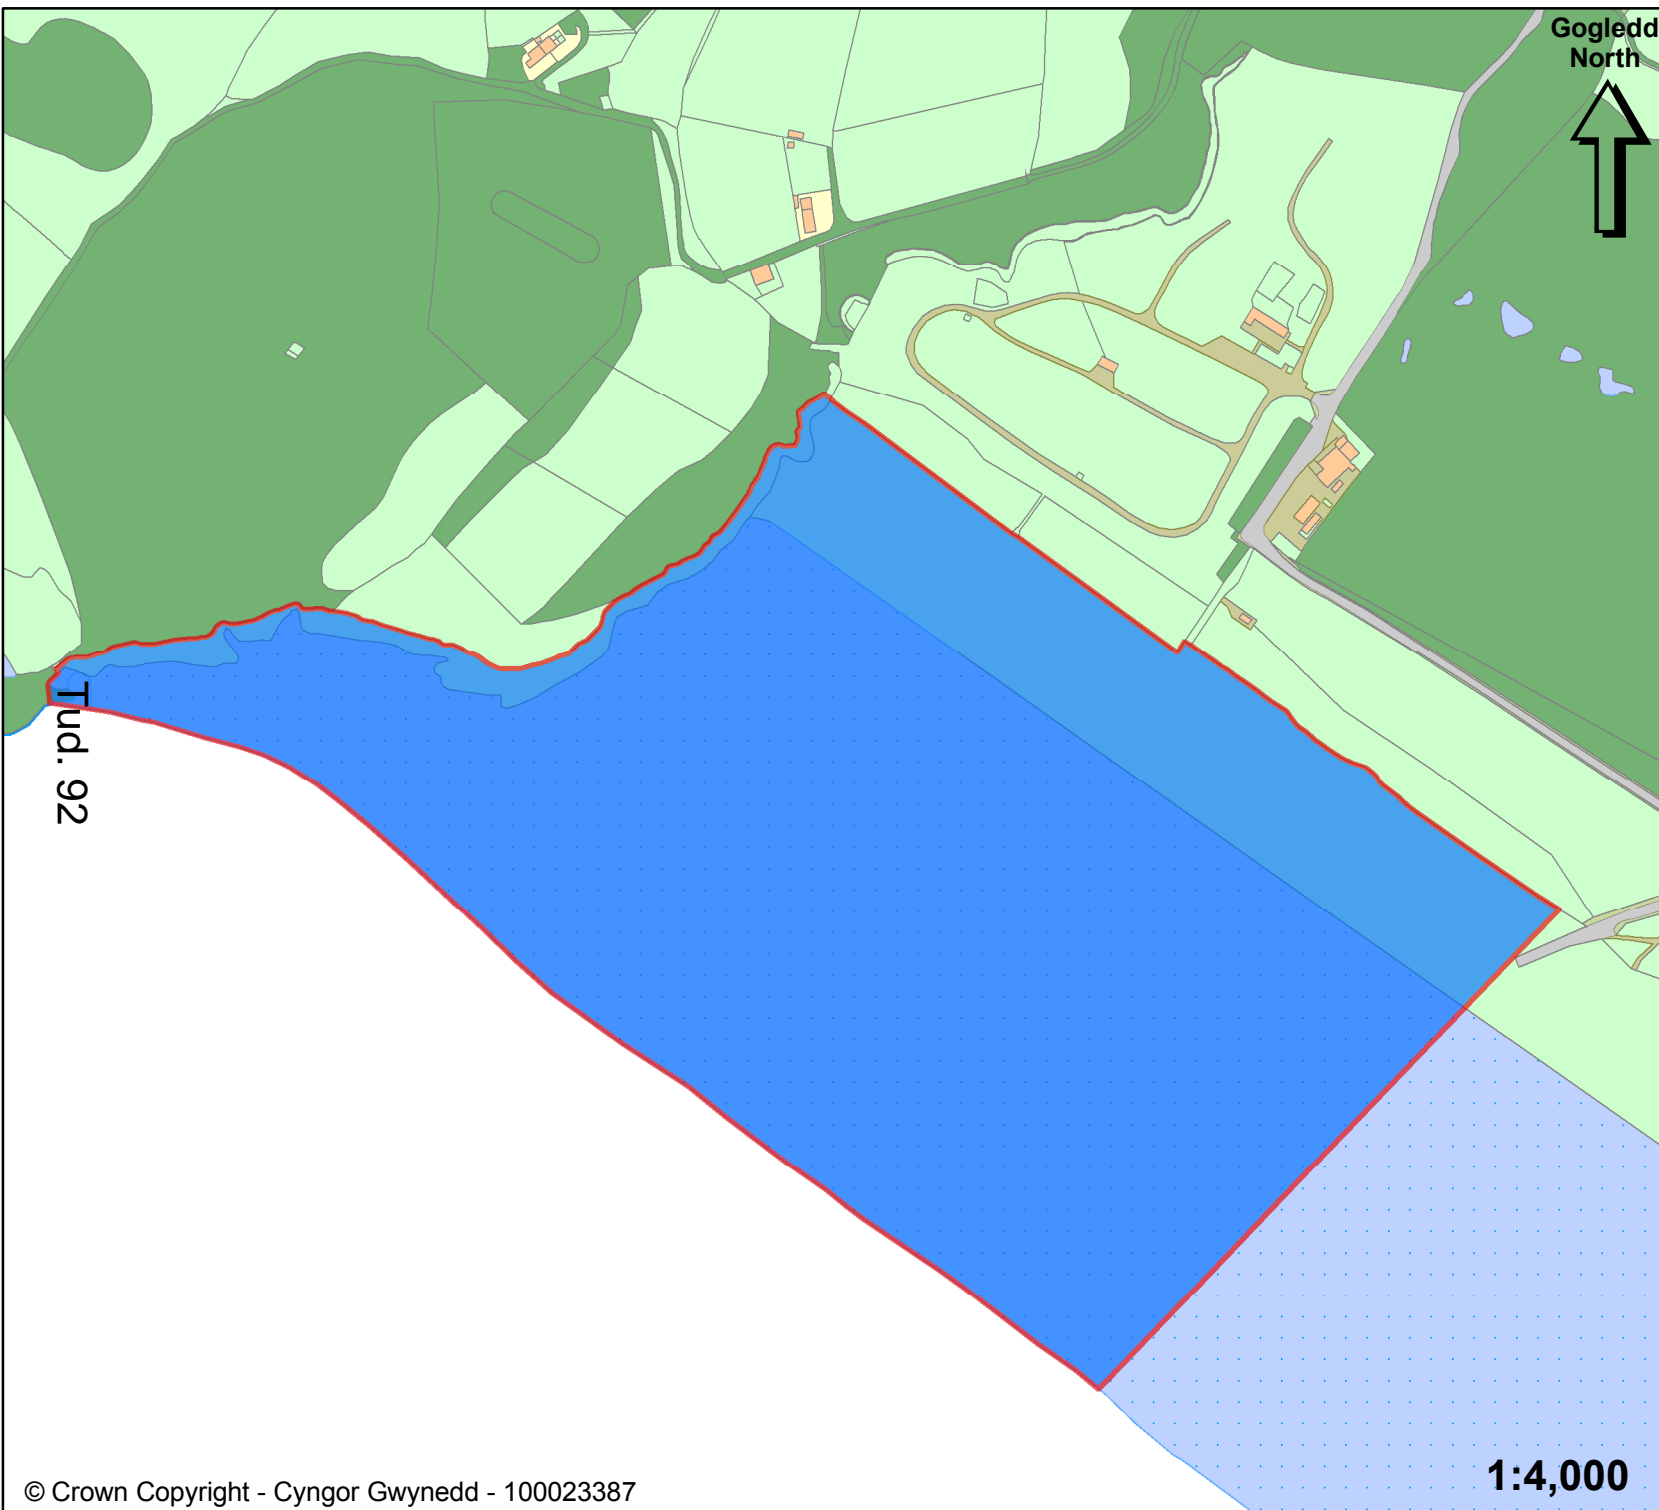 Gogledd
North
Tud. 92
© Crown Copyright - Cyngor Gwynedd - 100023387
1:4,000